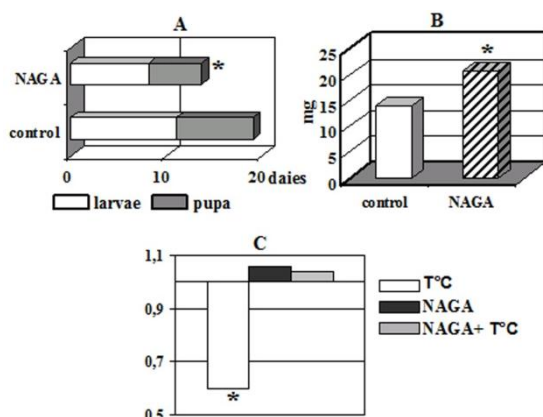 A
NAGA
*
control
0
10
20 daies
larvae
pupa
B
mg
25
20
15
10
5
0
*
control
NAGA
C
1,1
0,9
0,7
0,5
*
T°C
NAGA
NAGA+ T°C